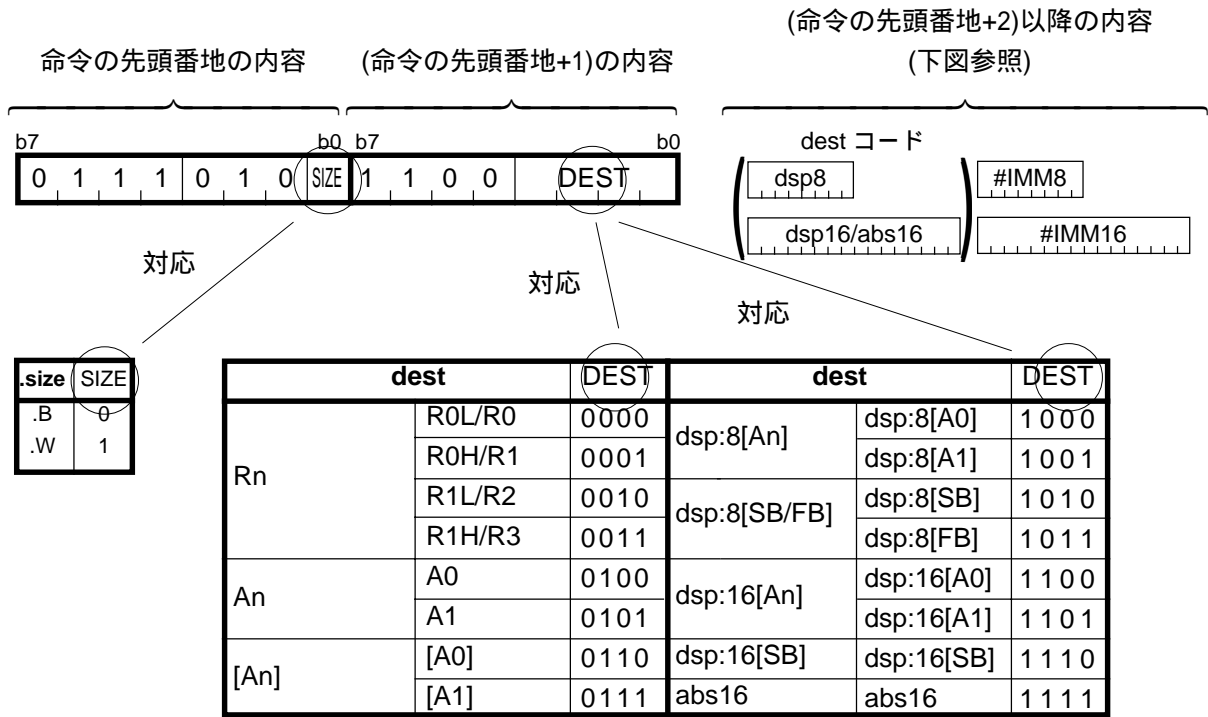 (命令の先頭番地+2)以降の内容
命令の先頭番地の内容 (命令の先頭番地+1)の内容 (下図参照)
b7 b0 b7 b0 dest コード
0 1 1 1 0 1 0 SIZE 1 1 0 0 DEST
dsp8 #IMM8
dsp16/abs16 #IMM16
対応
対応
対応
.size SIZE
.B 0
.W 1
dest DEST dest DEST
Rn R0L/R0 0000 dsp:8[An] dsp:8[A0] 1000
R0H/R1 0001 dsp:8[A1] 1001
R1L/R2 0010 dsp:8[SB/FB] dsp:8[SB] 1010
R1H/R3 0011 dsp:8[FB] 1011
An A0 0100 dsp:16[An] dsp:16[A0] 1100
A1 0101 dsp:16[A1] 1101
[An] [A0] 0110 dsp:16[SB] dsp:16[SB] 1110
[A1] 0111 abs16 abs16 1111